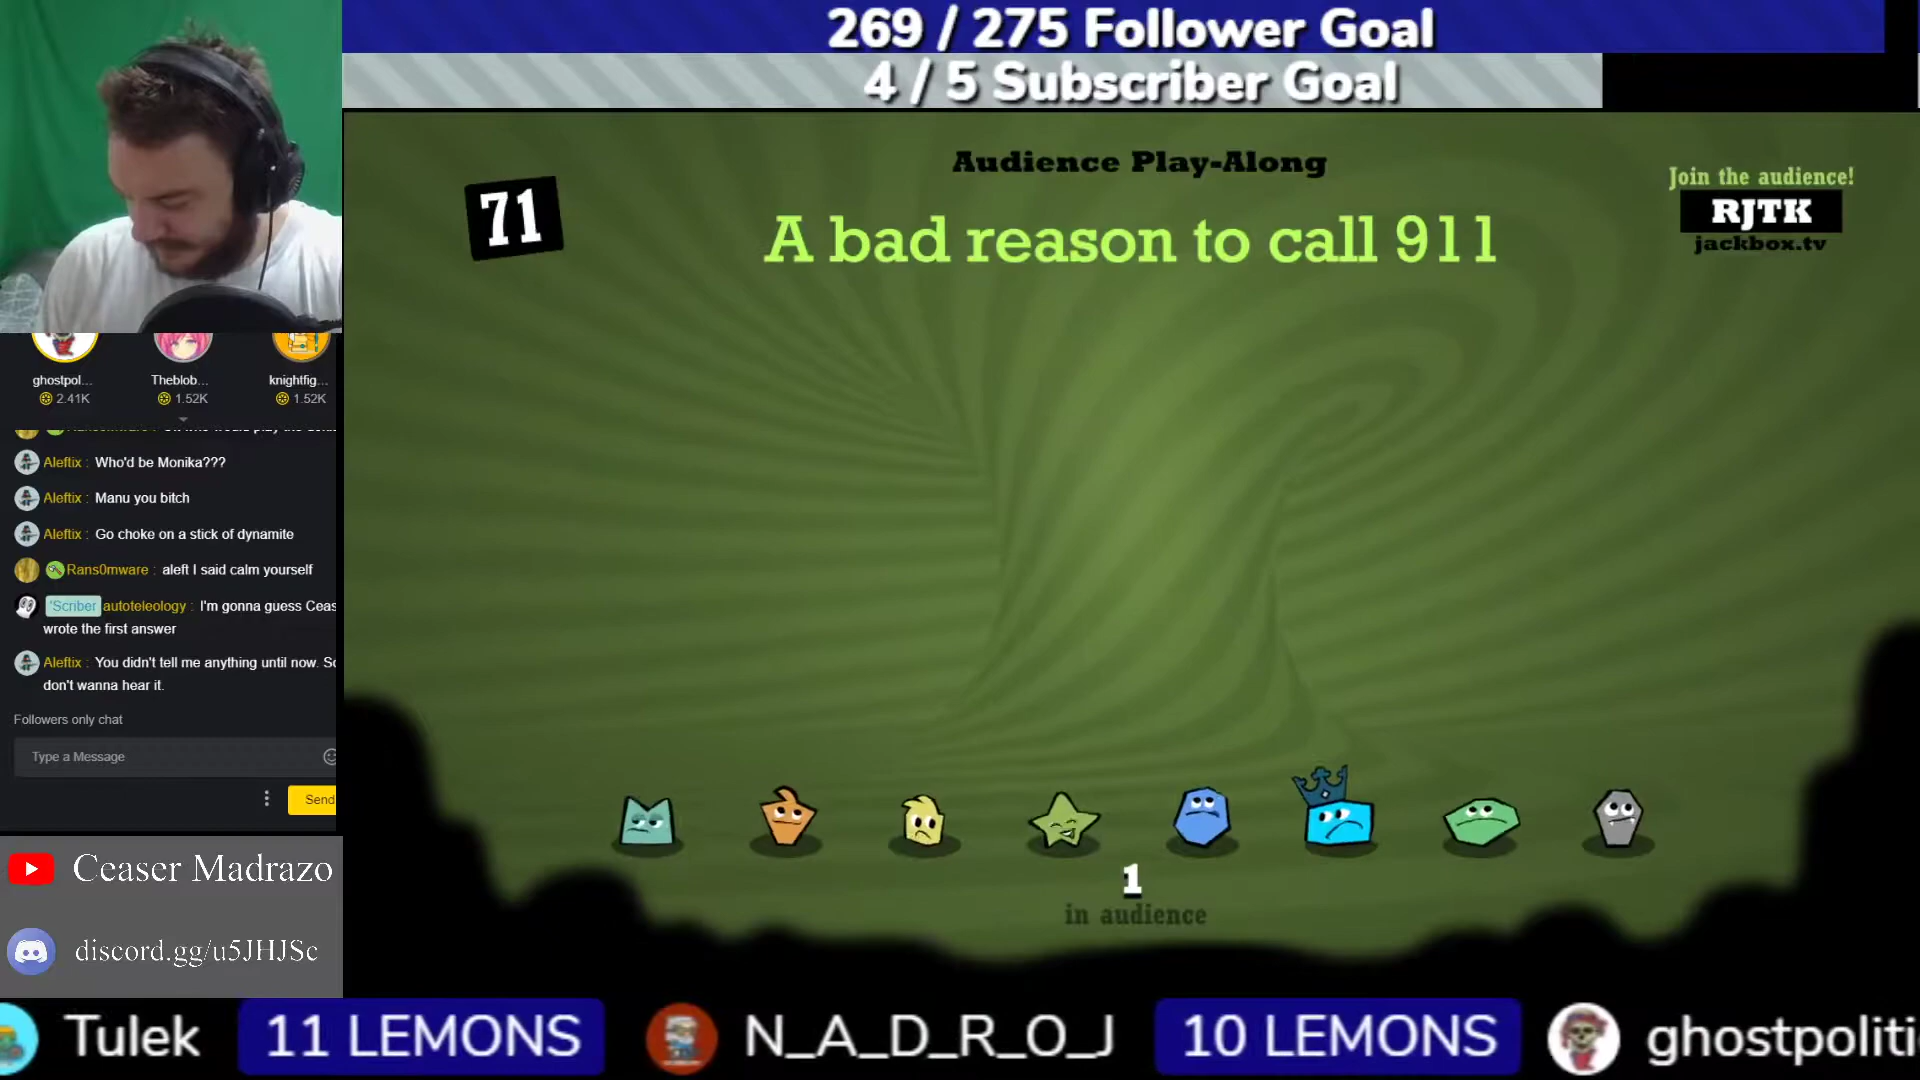 269 / 275 Follower Goal
4 / 5 Subscriber Goal
Audience Play-Along
71
A bad reason to call 911
Join the audience!
RJTK
jackbox.tv
ghostpol... Theblob... knightfig...
2.41K 1.52K 1.52K
Aleftix : Who'd be Monika???
Aleftix : Manu you bitch
Aleftix : Go choke on a stick of dynamite
Rans0mware : aleft I said calm yourself
'Scriber autoteleology : I'm gonna guess Ceas
wrote the first answer
Aleftix : You didn't tell me anything until now. So
don't wanna hear it.
Followers only chat
Type a Message
Send
1
in audience
Ceaser Madrazo
discord.gg/u5JHJSc
Tulek 11 LEMONS N_A_D_R_O_J 10 LEMONS ghostpoliti